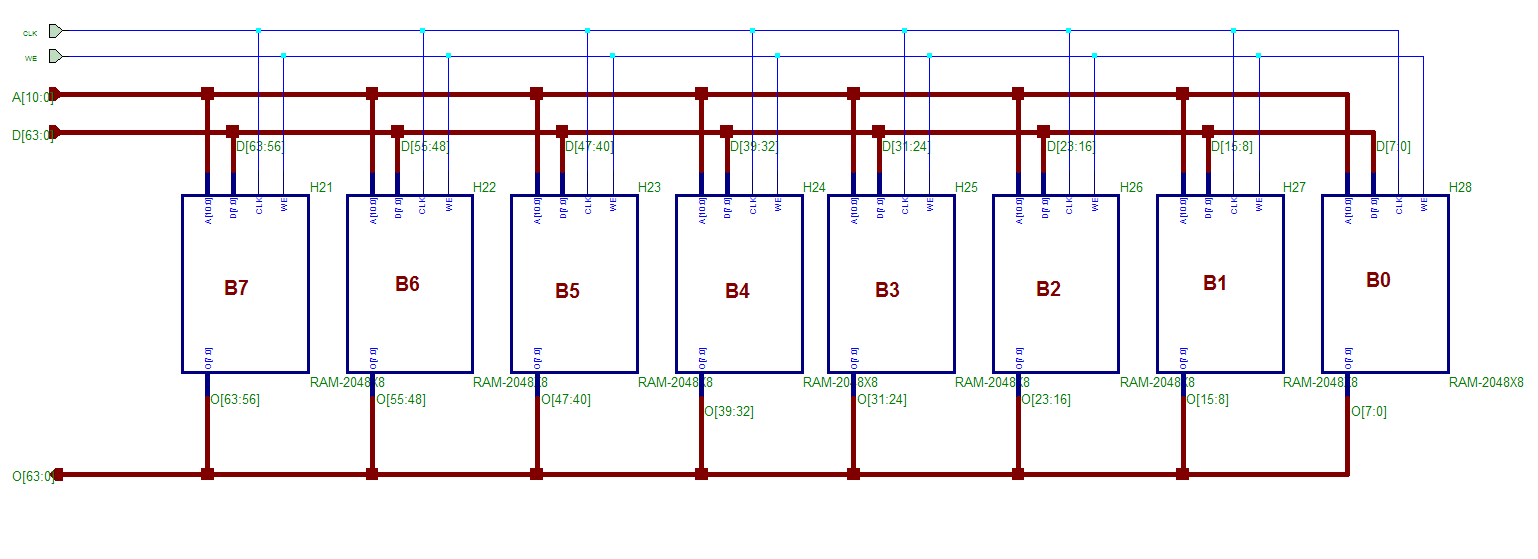 CLK
WE
A[10:0]
D[63:0]
D[63:56] D[55:48] D[47:40] D[39:32] D[31:24] D[23:16] D[15:8] D[7:0]
H21 H22 H23 H24 H25 H26 H27 H28
A[10:0] D[7:0] CLK WE A[10:0] D[7:0] CLK WE A[10:0] D[7:0] CLK WE A[10:0] D[7:0] CLK WE A[10:0] D[7:0] CLK WE A[10:0] D[7:0] CLK WE A[10:0] D[7:0] CLK WE A[10:0] D[7:0] CLK WE
B7 B6 B5 B4 B3 B2 B1 B0
O[7:0] O[7:0] O[7:0] O[7:0] O[7:0] O[7:0] O[7:0] O[7:0]
RAM-2048X8 RAM-2048X8 RAM-2048X8 RAM-2048X8 RAM-2048X8 RAM-2048X8 RAM-2048X8 RAM-2048X8
O[63:56] O[55:48] O[47:40] O[39:32] O[31:24] O[23:16] O[15:8] O[7:0]
O[63:0]